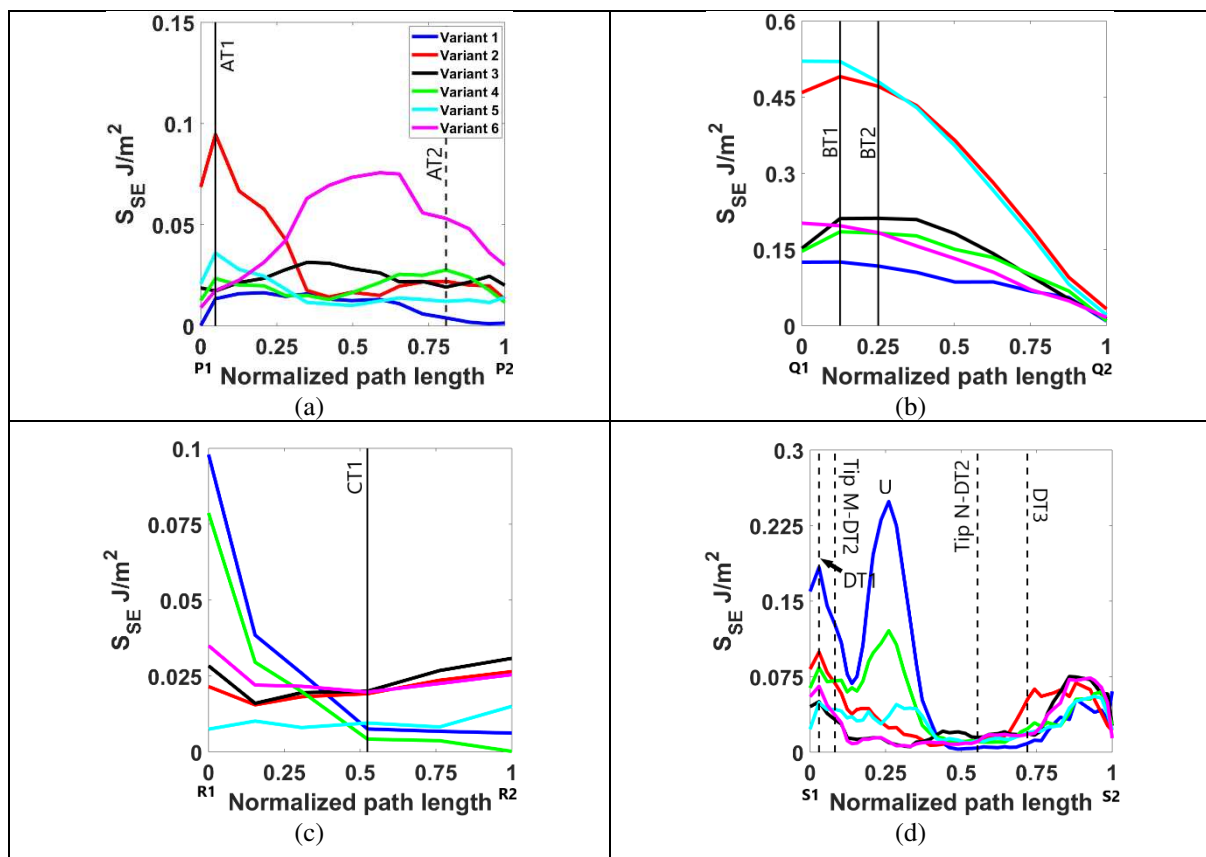 0.15
0.1
0.05
0
S_SE J/m²
AT1
AT2
Variant 1
Variant 2
Variant 3
Variant 4
Variant 5
Variant 6
0 0.25 0.5 0.75 1
P1 Normalized path length P2
(a)
0.6
0.45
0.3
0.15
0
S_SE J/m²
BT1
BT2
0 0.25 0.5 0.75 1
Q1 Normalized path length Q2
(b)
0.1
0.075
0.05
0.025
0
S_SE J/m²
CT1
0 0.25 0.5 0.75 1
R1 Normalized path length R2
(c)
0.3
0.225
0.15
0.075
0
S_SE J/m²
DT1
Tip M-DT2
U
Tip N-DT2
DT3
0 0.25 0.5 0.75 1
S1 Normalized path length S2
(d)